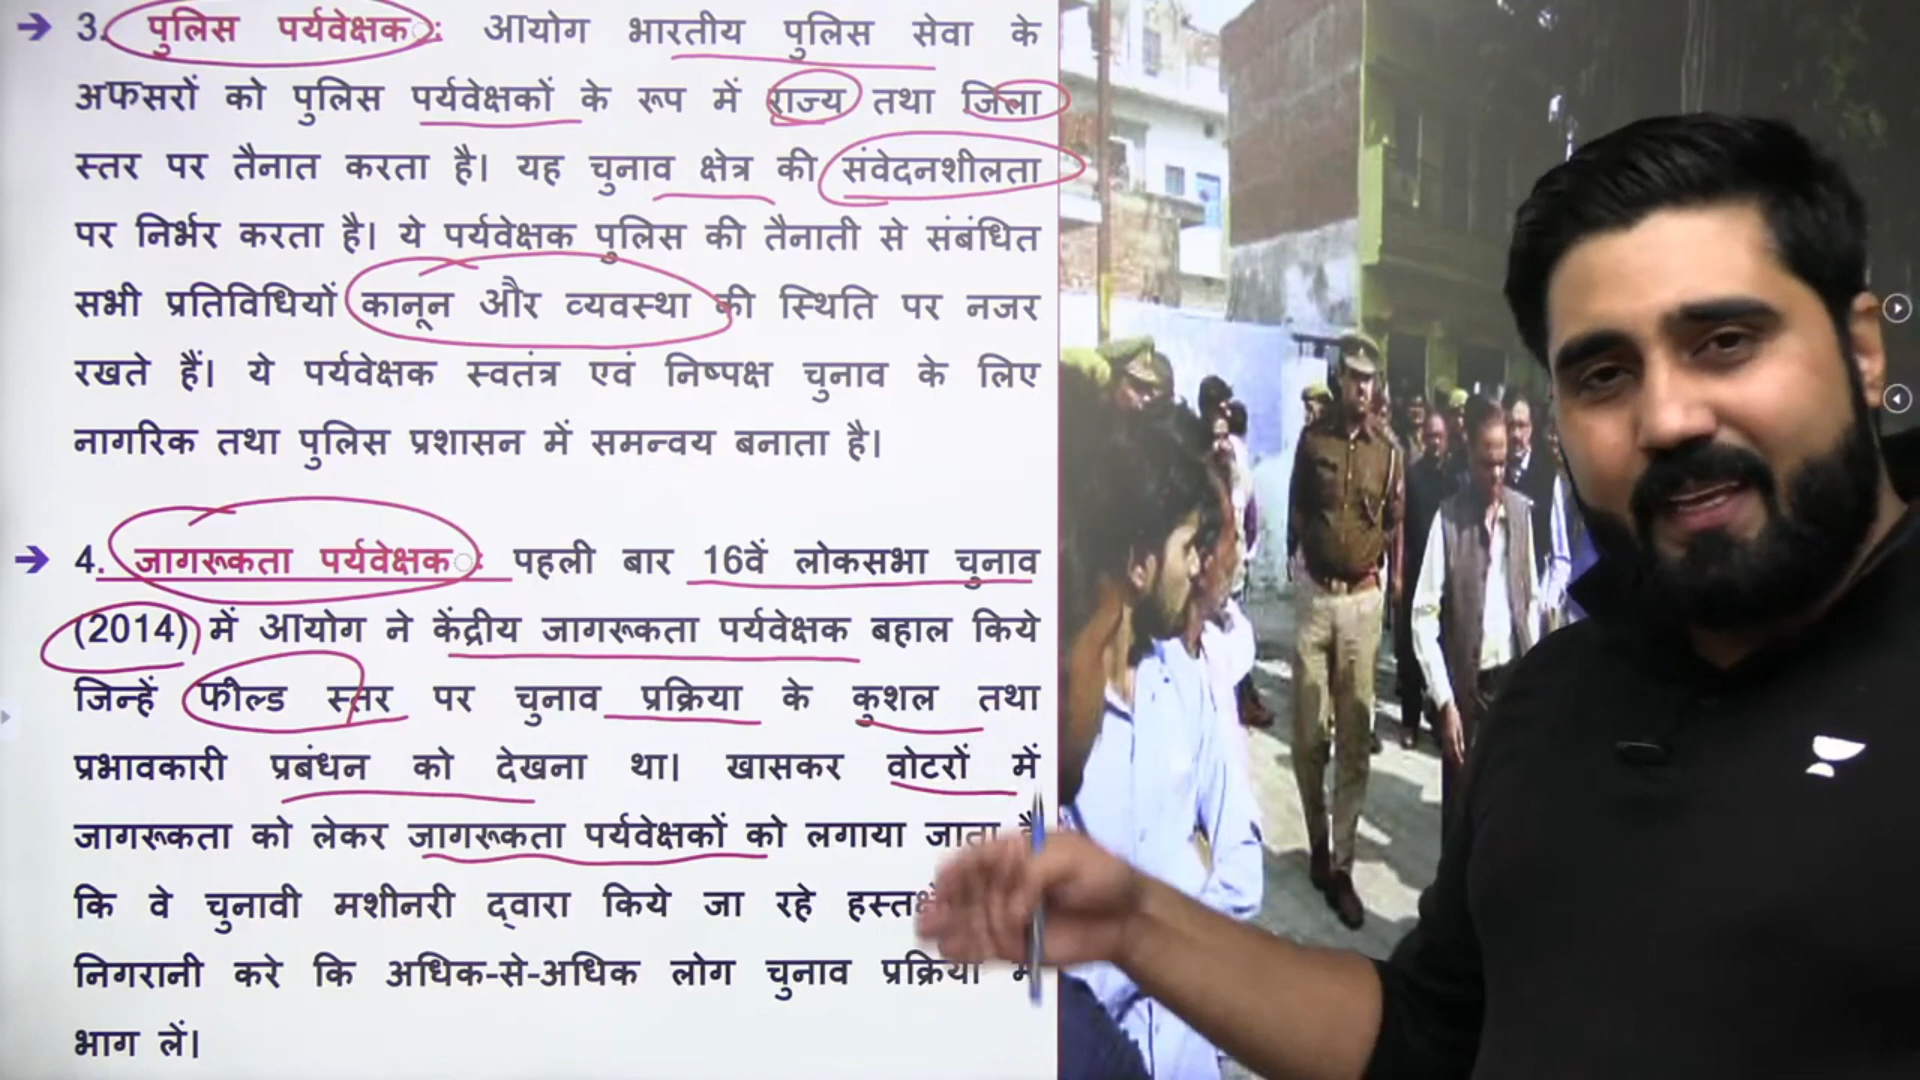 3. पुलिस पर्यवेक्षक: आयोग भारतीय पुलिस सेवा के
अफसरों को पुलिस पर्यवेक्षकों के रूप में राज्य तथा जिला
स्तर पर तैनात करता है। यह चुनाव क्षेत्र की संवेदनशीलता
पर निर्भर करता है। ये पर्यवेक्षक पुलिस की तैनाती से संबंधित
सभी प्रतिविधियों कानून और व्यवस्था की स्थिति पर नजर
रखते हैं। ये पर्यवेक्षक स्वतंत्र एवं निष्पक्ष चुनाव के लिए
नागरिक तथा पुलिस प्रशासन में समन्वय बनाता है।
4. जागरूकता पर्यवेक्षक: पहली बार 16वें लोकसभा चुनाव
(2014) में आयोग ने केंद्रीय जागरूकता पर्यवेक्षक बहाल किये
जिन्हें फील्ड स्तर पर चुनाव प्रक्रिया के कुशल तथा
प्रभावकारी प्रबंधन को देखना था। खासकर वोटरों में
जागरूकता को लेकर जागरूकता पर्यवेक्षकों को लगाया जाता
कि वे चुनावी मशीनरी द्वारा किये जा रहे
निगरानी करे कि अधिक-से-अधिक लोग चुनाव प्रक्रिया
भाग लें।